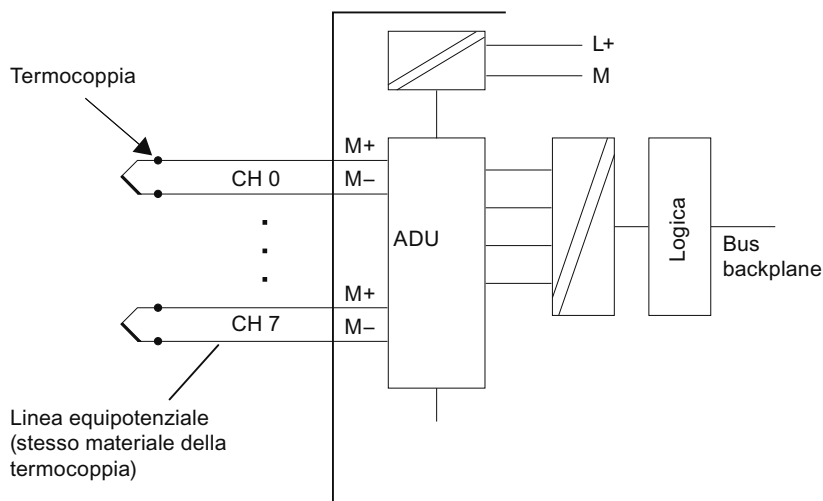 L+
M
Termocoppia
M+
CH 0
M−
ADU
Logica
Bus
backplane
M+
CH 7
M−
Linea equipotenziale
(stesso materiale della
termocoppia)